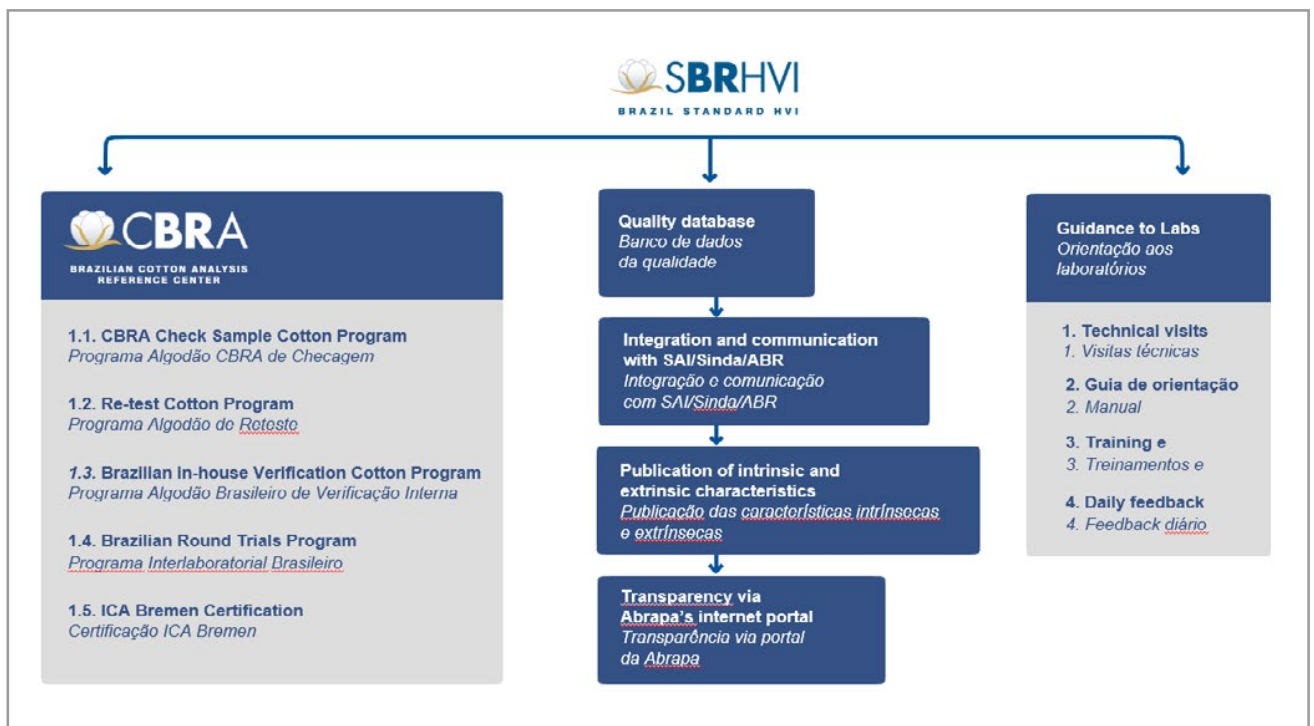 SBRHVI
BRAZIL STANDARD HVI
CBRA
BRAZILIAN COTTON ANALYSIS
REFERENCE CENTER
1.1. CBRA Check Sample Cotton Program
Programa Algodão CBRA de Checagem
1.2. Re-test Cotton Program
Programa Algodão de Reteste
1.3. Brazilian in-house Verification Cotton Program
Programa Algodão Brasileiro de Verificação Interna
1.4. Brazilian Round Trials Program
Programa Interlaboratorial Brasileiro
1.5. ICA Bremen Certification
Certificação ICA Bremen
Quality database
Banco de dados
da qualidade
Integration and communication
with SAI/Sinda/ABR
Integração e comunicação
com SAI/Sinda/ABR
Publication of intrinsic and
extrinsic characteristics
Publicação das características intrínsecas
e extrínsecas
Transparency via
Abrapa's internet portal
Transparência via portal
da Abrapa
Guidance to Labs
Orientação aos
laboratórios
1. Technical visits
1. Visitas técnicas
2. Guia de orientação
2. Manual
3. Training e
3. Treinamentos e
4. Daily feedback
4. Feedback diário